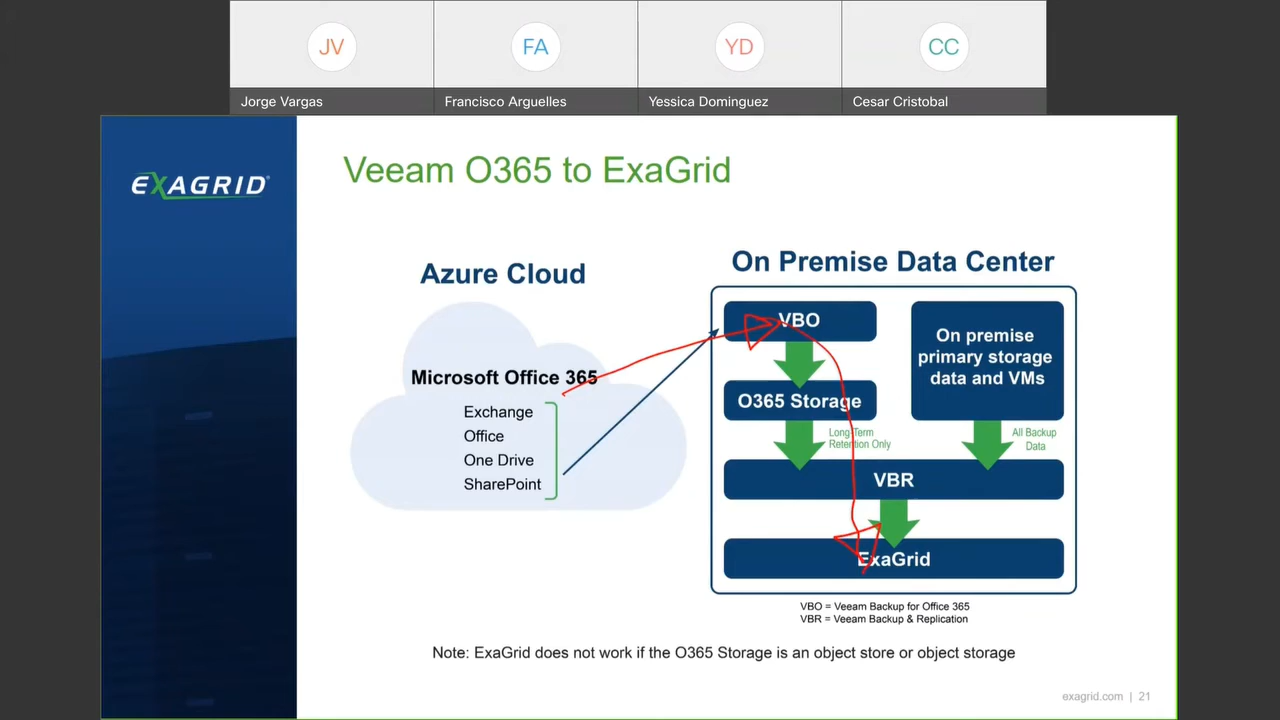 JV
FA
YD
CC
Jorge Vargas
Francisco Arguelles
Yessica Dominguez
Cesar Cristobal
EXAGRID®
Veeam O365 to ExaGrid
Azure Cloud
Microsoft Office 365
Exchange
Office
One Drive
SharePoint
On Premise Data Center
VBO
O365 Storage
Long-Term
Retention Only
On premise
primary storage
data and VMs
All Backup
Data
VBR
ExaGrid
VBO = Veeam Backup for Office 365
VBR = Veeam Backup & Replication
Note: ExaGrid does not work if the O365 Storage is an object store or object storage
exagrid.com | 21